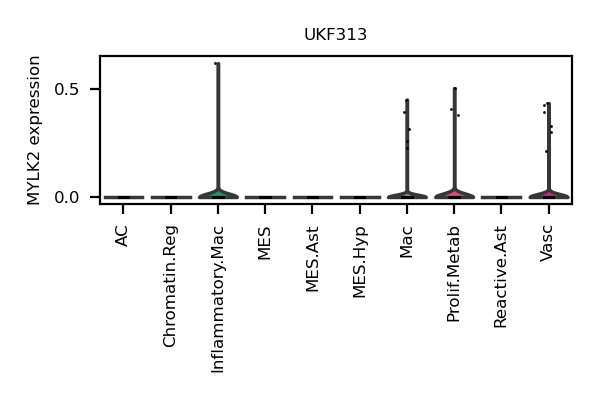 UKF313
MYLK2 expression
0.5
0.0
AC
Chromatin.Reg
Inflammatory.Mac
MES
MES.Ast
MES.Hyp
Mac
Prolif.Metab
Reactive.Ast
Vasc